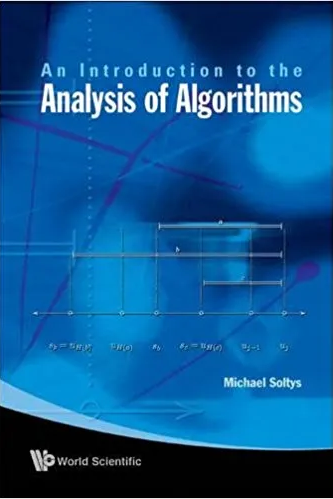 An Introduction to the
Analysis of Algorithms
a
b
c
Michael Soltys
World Scientific